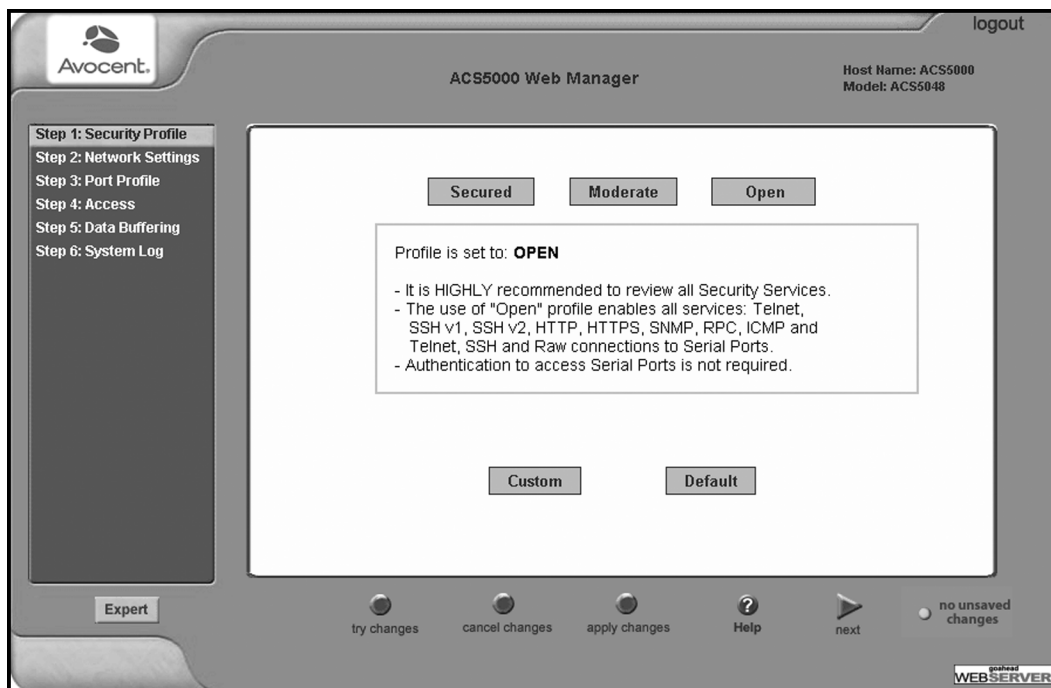 logout
Avocent.
ACS5000 Web Manager
Host Name: ACS5000
Model: ACS5048
Step 1: Security Profile
Step 2: Network Settings
Step 3: Port Profile
Step 4: Access
Step 5: Data Buffering
Step 6: System Log
Secured
Moderate
Open
Profile is set to: OPEN
- It is HIGHLY recommended to review all Security Services.
- The use of "Open" profile enables all services: Telnet,
SSH v1, SSH v2, HTTP, HTTPS, SNMP, RPC, ICMP and
Telnet, SSH and Raw connections to Serial Ports.
- Authentication to access Serial Ports is not required.
Custom
Default
Expert
try changes
cancel changes
apply changes
?
Help
next
no unsaved
changes
goahead
WEBSERVER